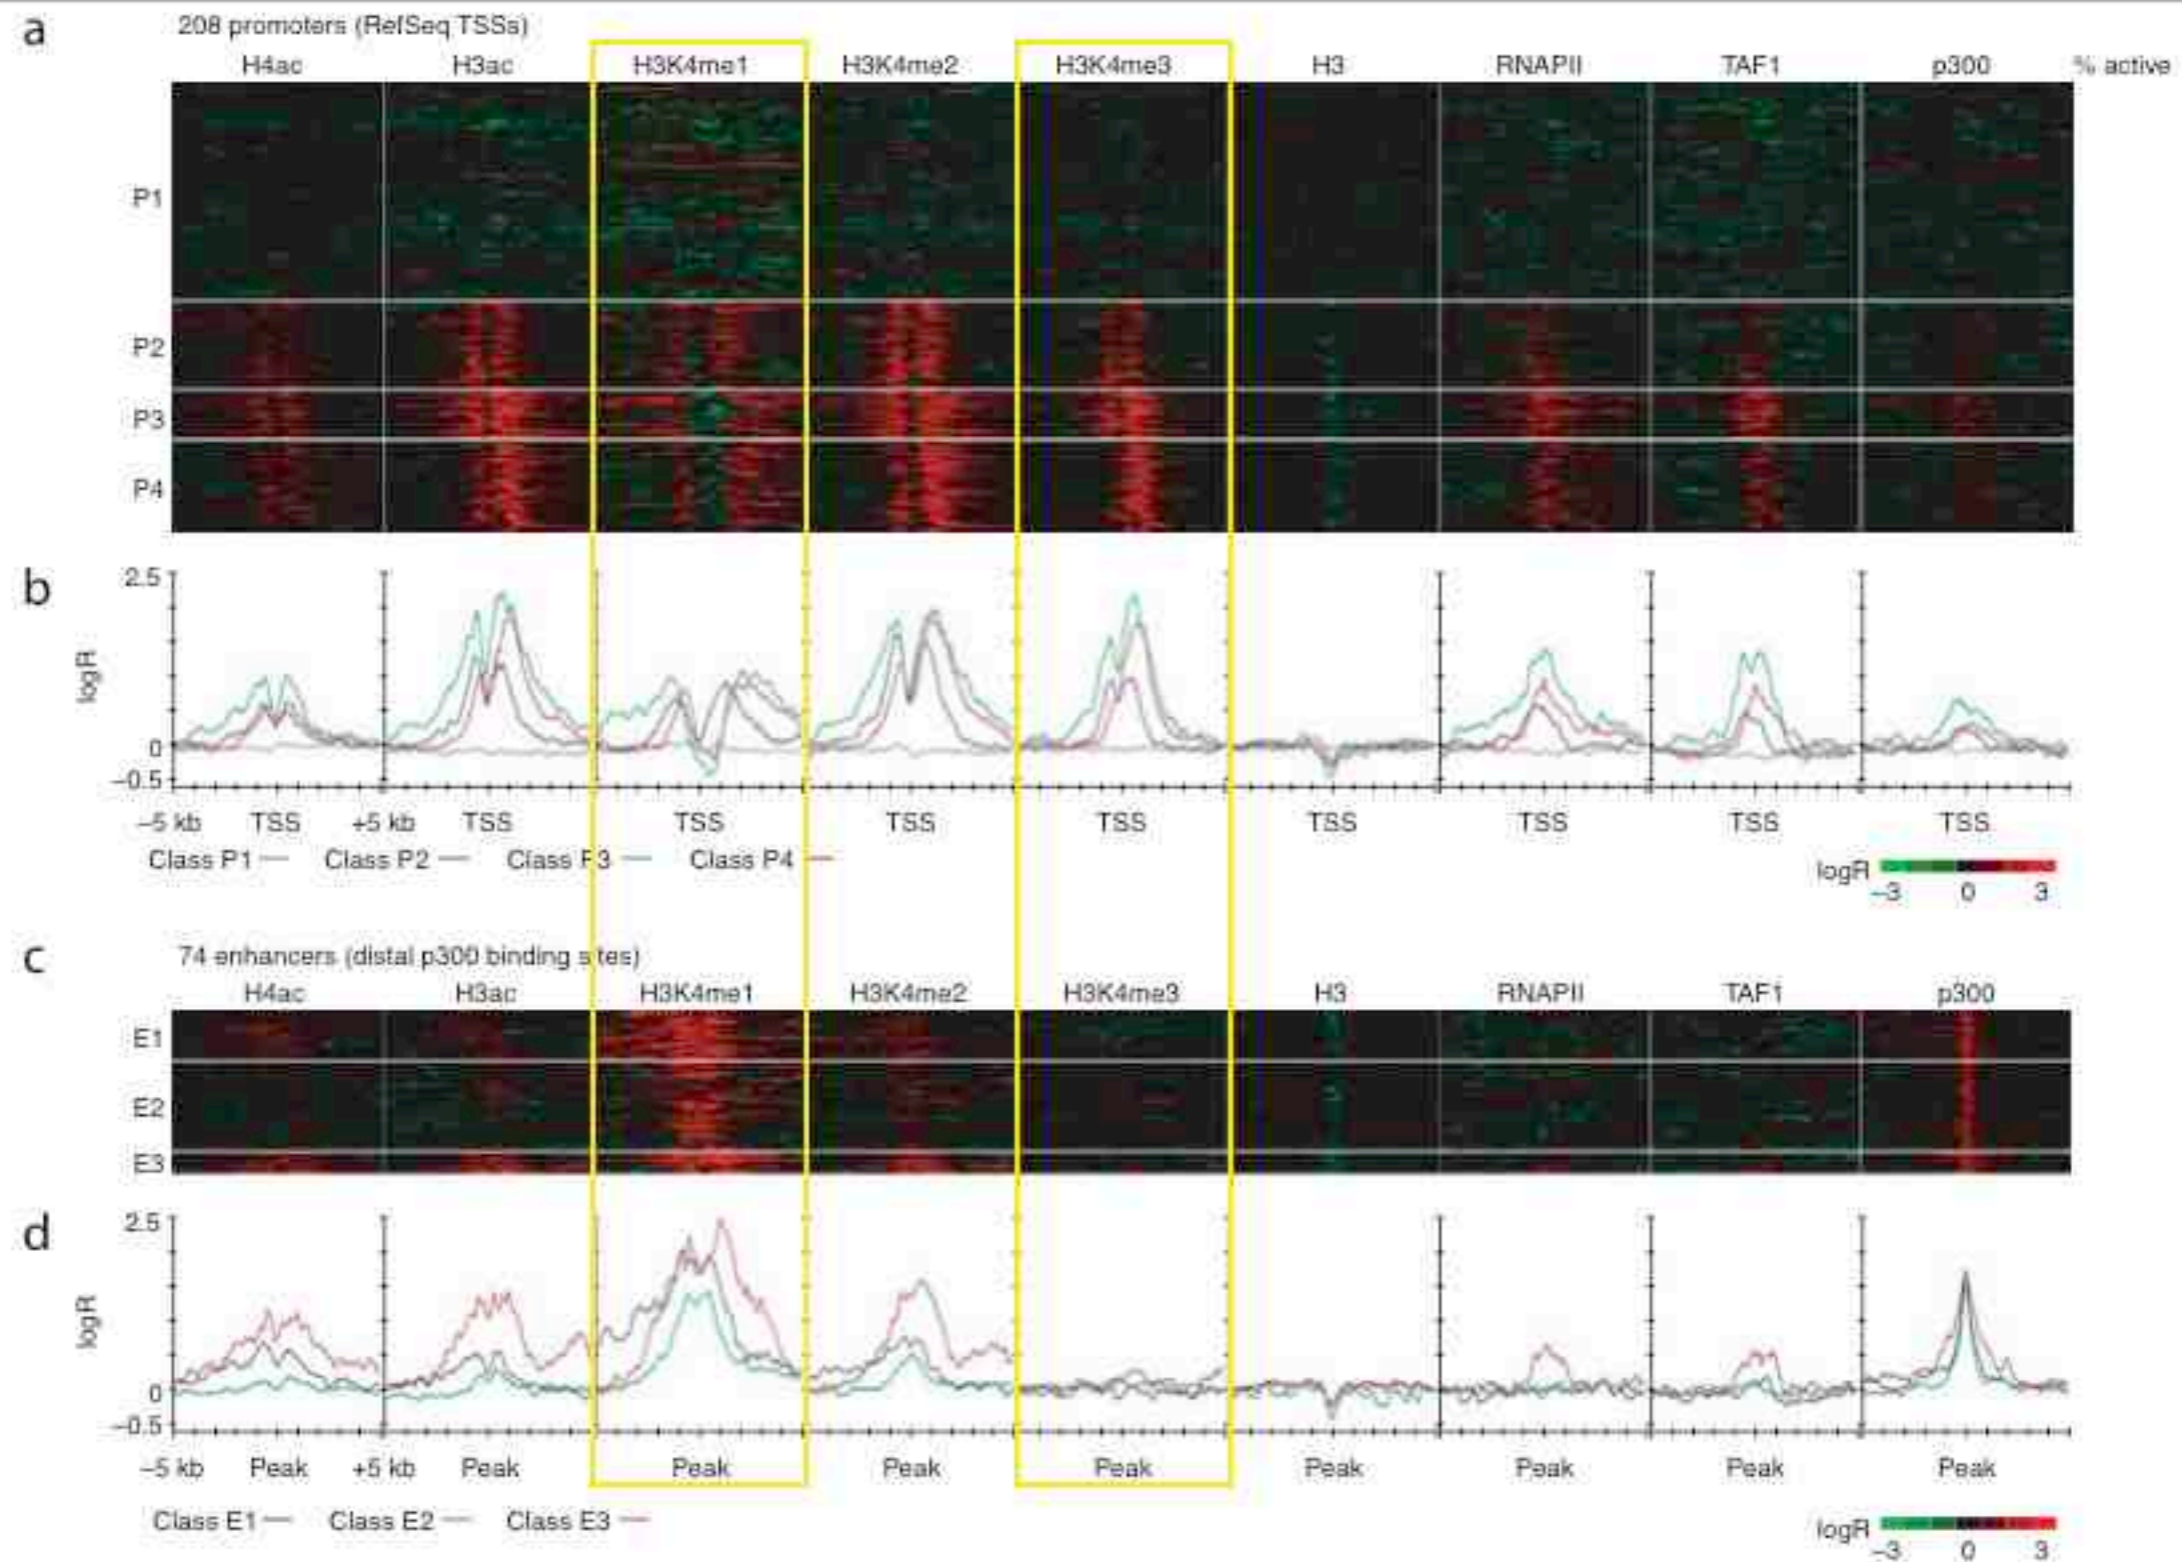 a
208 promoters (RefSeq TSSs)
H4ac H3ac H3K4me1 H3K4me2 H3K4me3 H3 RNAPII TAF1 p300 % active
P1
P2
P3
P4
b
2.5
logR
0
−0.5
−5 kb TSS +5 kb TSS TSS TSS TSS TSS TSS TSS TSS
Class P1 Class P2 Class P3 Class P4
logR
−3 0 3
c
74 enhancers (distal p300 binding sites)
H4ac H3ac H3K4me1 H3K4me2 H3K4me3 H3 RNAPII TAF1 p300
E1
E2
E3
d
2.5
logR
0
−0.5
−5 kb Peak +5 kb Peak Peak Peak Peak Peak Peak Peak Peak
Class E1 Class E2 Class E3
logR
−3 0 3